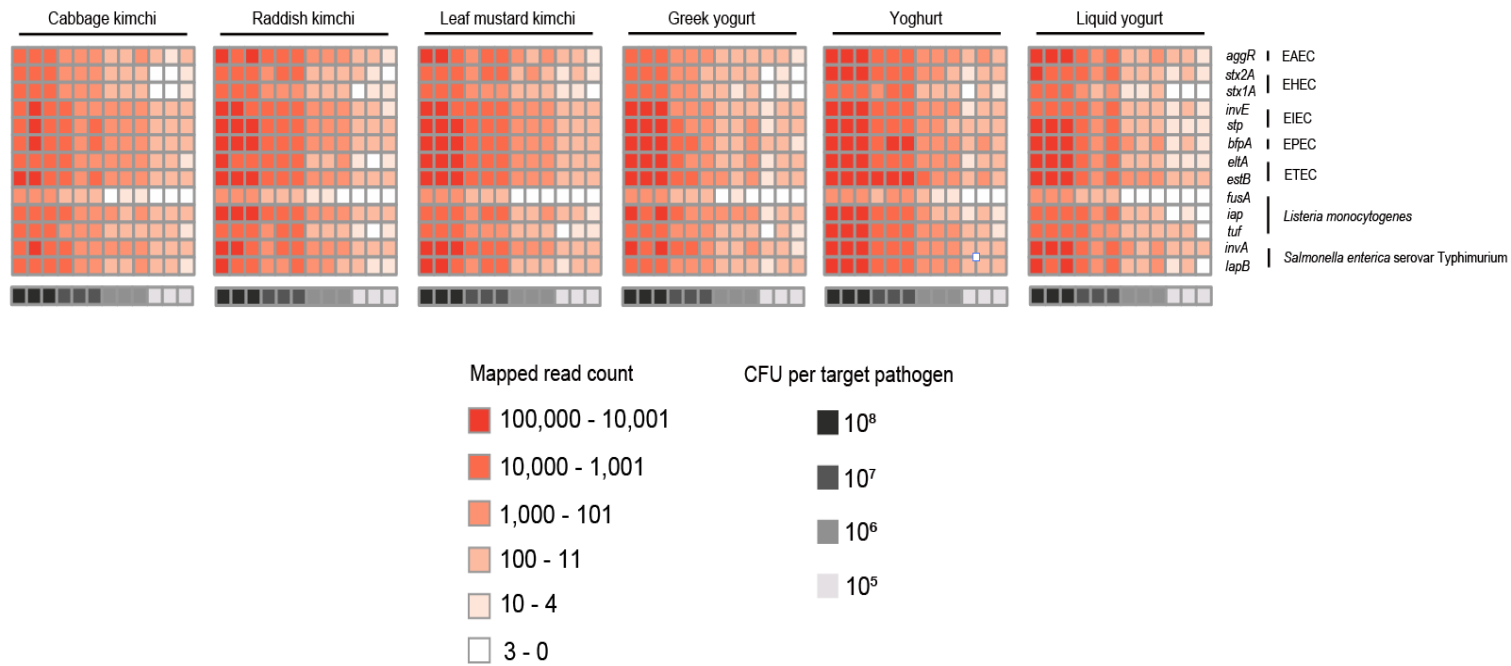 Cabbage kimchi
Raddish kimchi
Leaf mustard kimchi
Greek yogurt
Yoghurt
Liquid yogurt
aggR EAEC
stx2A
EHEC
stx1A
invE
EIEC
stp
bfpA EPEC
eltA
ETEC
estB
fusA
iap Listeria monocytogenes
tuf
invA
Salmonella enterica serovar Typhimurium
lapB
Mapped read count
100,000 - 10,001
10,000 - 1,001
1,000 - 101
100 - 11
10 - 4
3 - 0
CFU per target pathogen
10⁸
10⁷
10⁶
10⁵